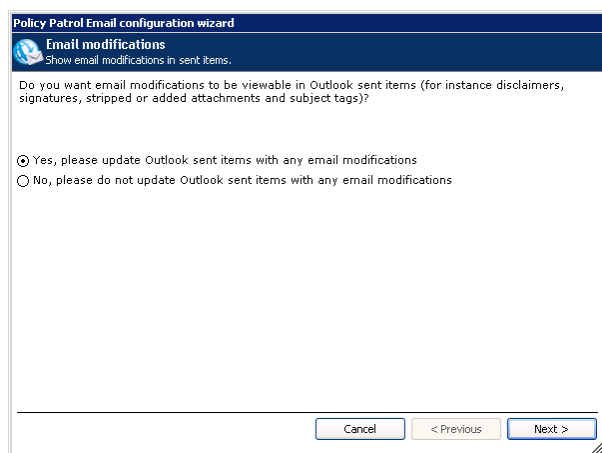 Policy Patrol Email configuration wizard
Email modifications
Show email modifications in sent items.
Do you want email modifications to be viewable in Outlook sent items (for instance disclaimers,
signatures, stripped or added attachments and subject tags)?
Yes, please update Outlook sent items with any email modifications
No, please do not update Outlook sent items with any email modifications
Cancel < Previous Next >